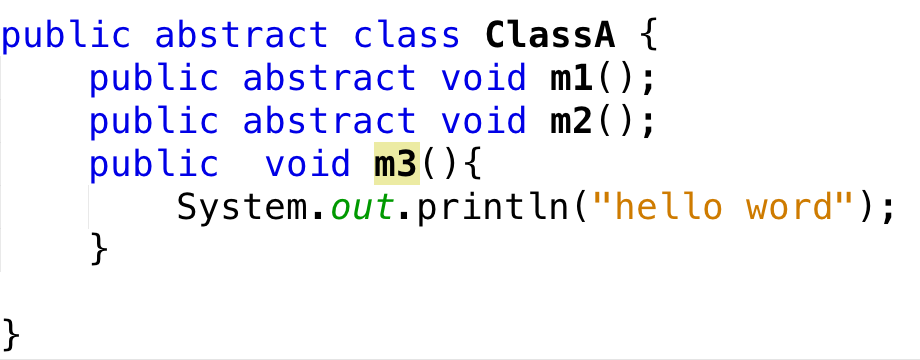 public abstract class ClassA {
    public abstract void m1();
    public abstract void m2();
    public  void m3(){
        System.out.println("hello word");
    }
}